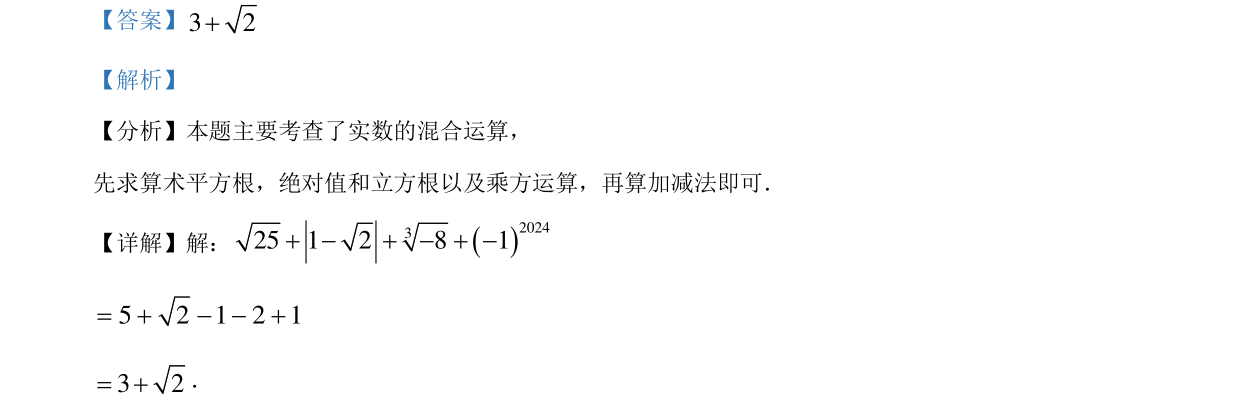 【答案】3+√2
【解析】
【分析】本题主要考查了实数的混合运算，
先求算术平方根，绝对值和立方根以及乘方运算，再算加减法即可．
【详解】解：√25+|1−√2|+∛−8+(−1)^2024
=5+√2−1−2+1
=3+√2．